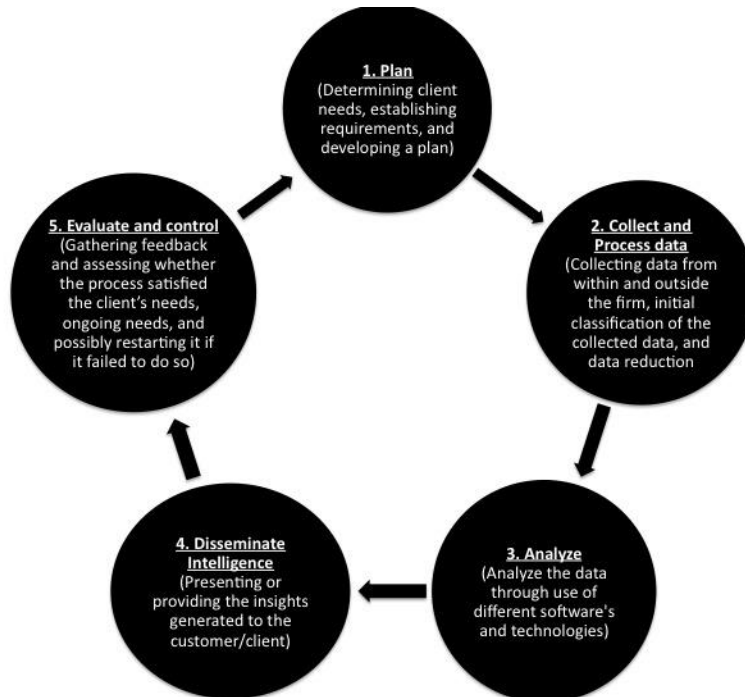 1. Plan
(Determining client
needs, establishing
requirements, and
developing a plan)
2. Collect and
Process data
(Collecting data from
within and outside
the firm, initial
classification of the
collected data, and
data reduction
3. Analyze
(Analyze the data
through use of
different software's
and technologies)
4. Disseminate
Intelligence
(Presenting or
providing the insights
generated to the
customer/client)
5. Evaluate and control
(Gathering feedback
and assessing whether
the process satisfied
the client's needs,
ongoing needs, and
possibly restarting it if
it failed to do so)